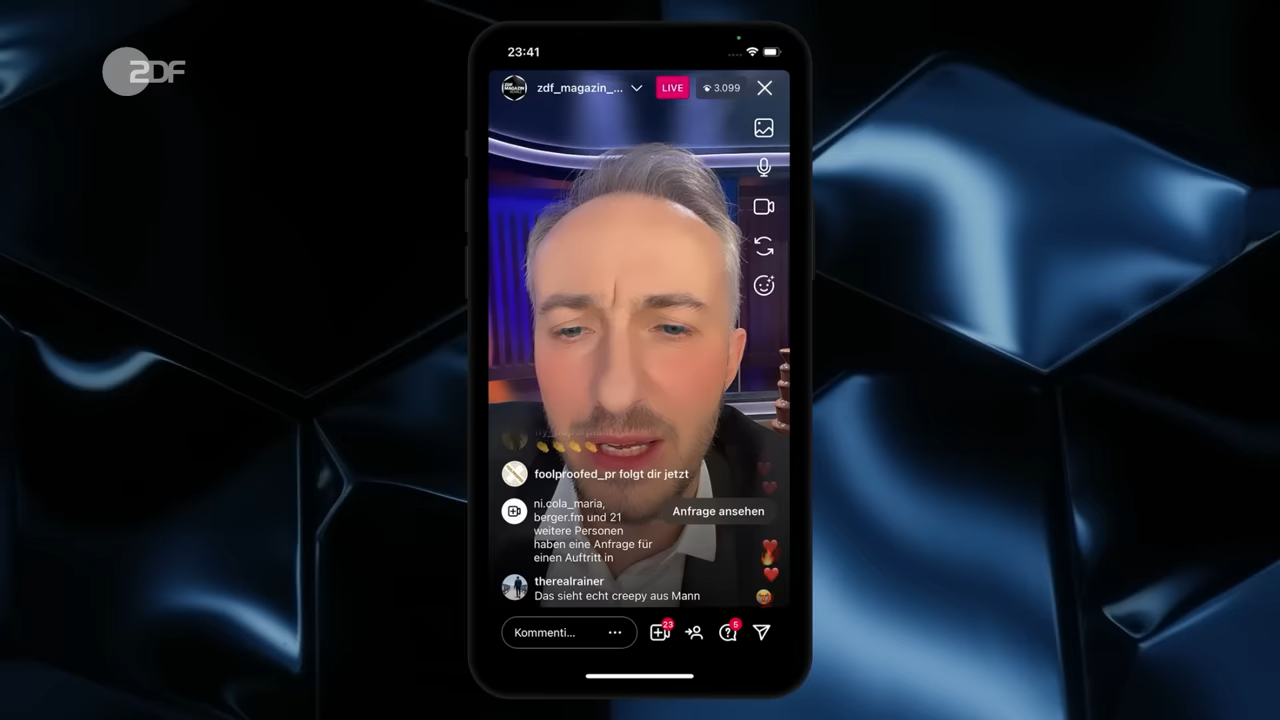 ZDF
23:41
zdf_magazin_...
LIVE
3.099
foolproofed_pr folgt dir jetzt
ni.cola_maria,
berger.fm und 21
weitere Personen
haben eine Anfrage für
einen Auftritt in
Anfrage ansehen
therealrainer
Das sieht echt creepy aus Mann
Kommenti...
23
5